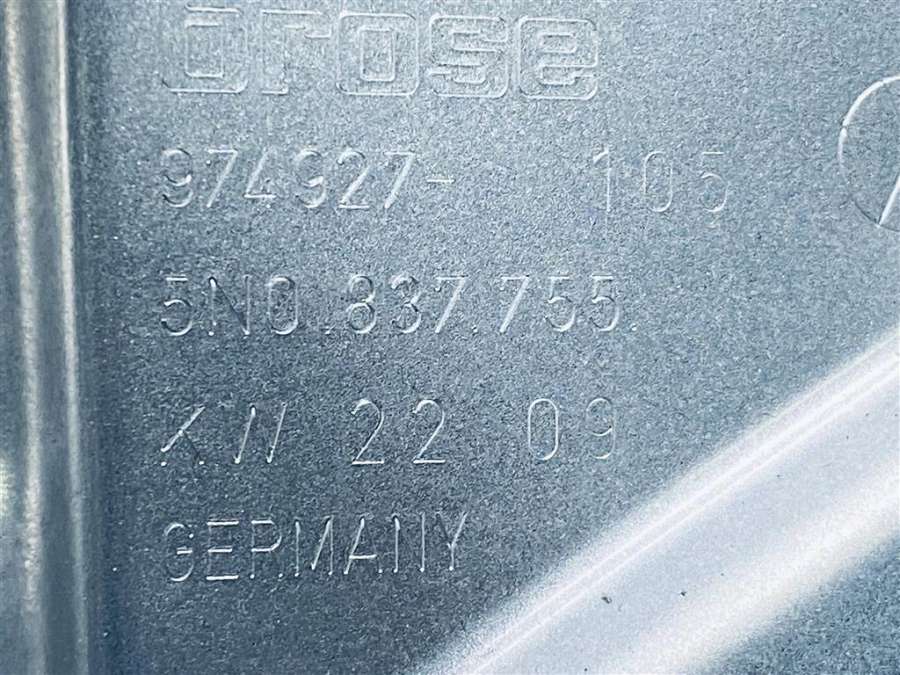 brose
974927- 105
5N0 837 755
KW 22 09
GERMANY